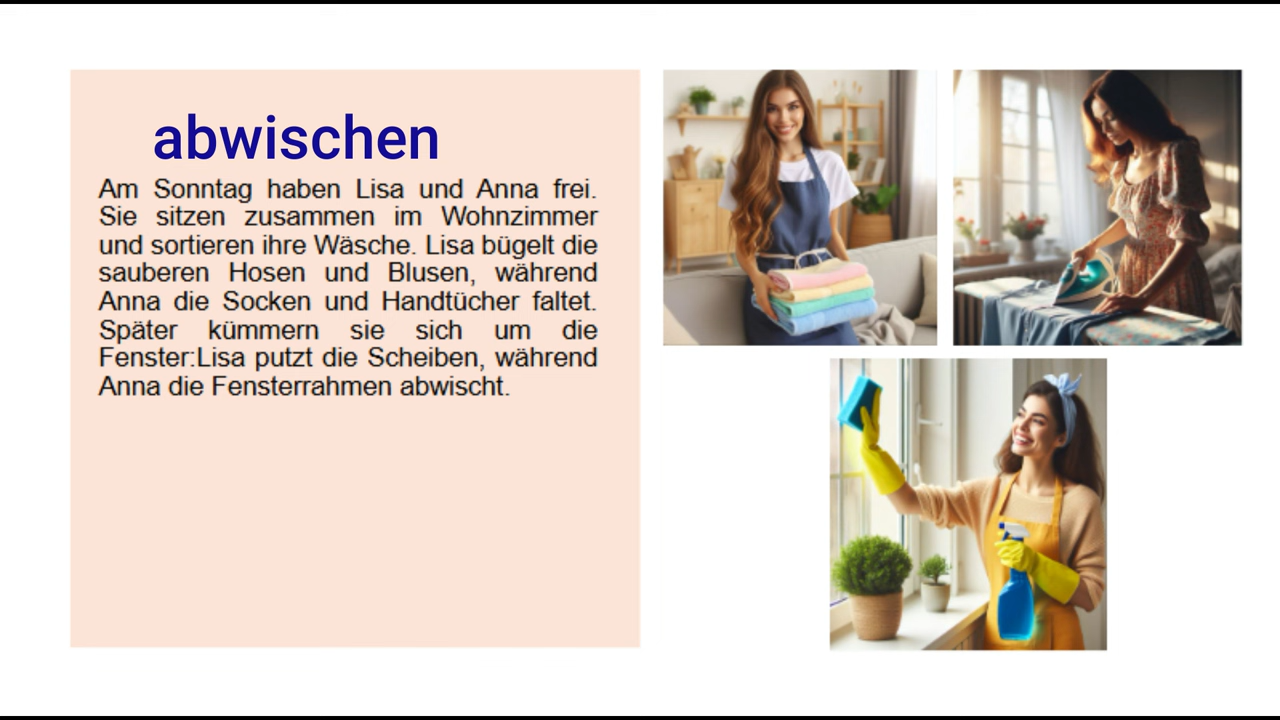 abwischen
Am Sonntag haben Lisa und Anna frei.
Sie sitzen zusammen im Wohnzimmer
und sortieren ihre Wäsche. Lisa bügelt die
sauberen Hosen und Blusen, während
Anna die Socken und Handtücher faltet.
Später kümmern sie sich um die
Fenster:Lisa putzt die Scheiben, während
Anna die Fensterrahmen abwischt.